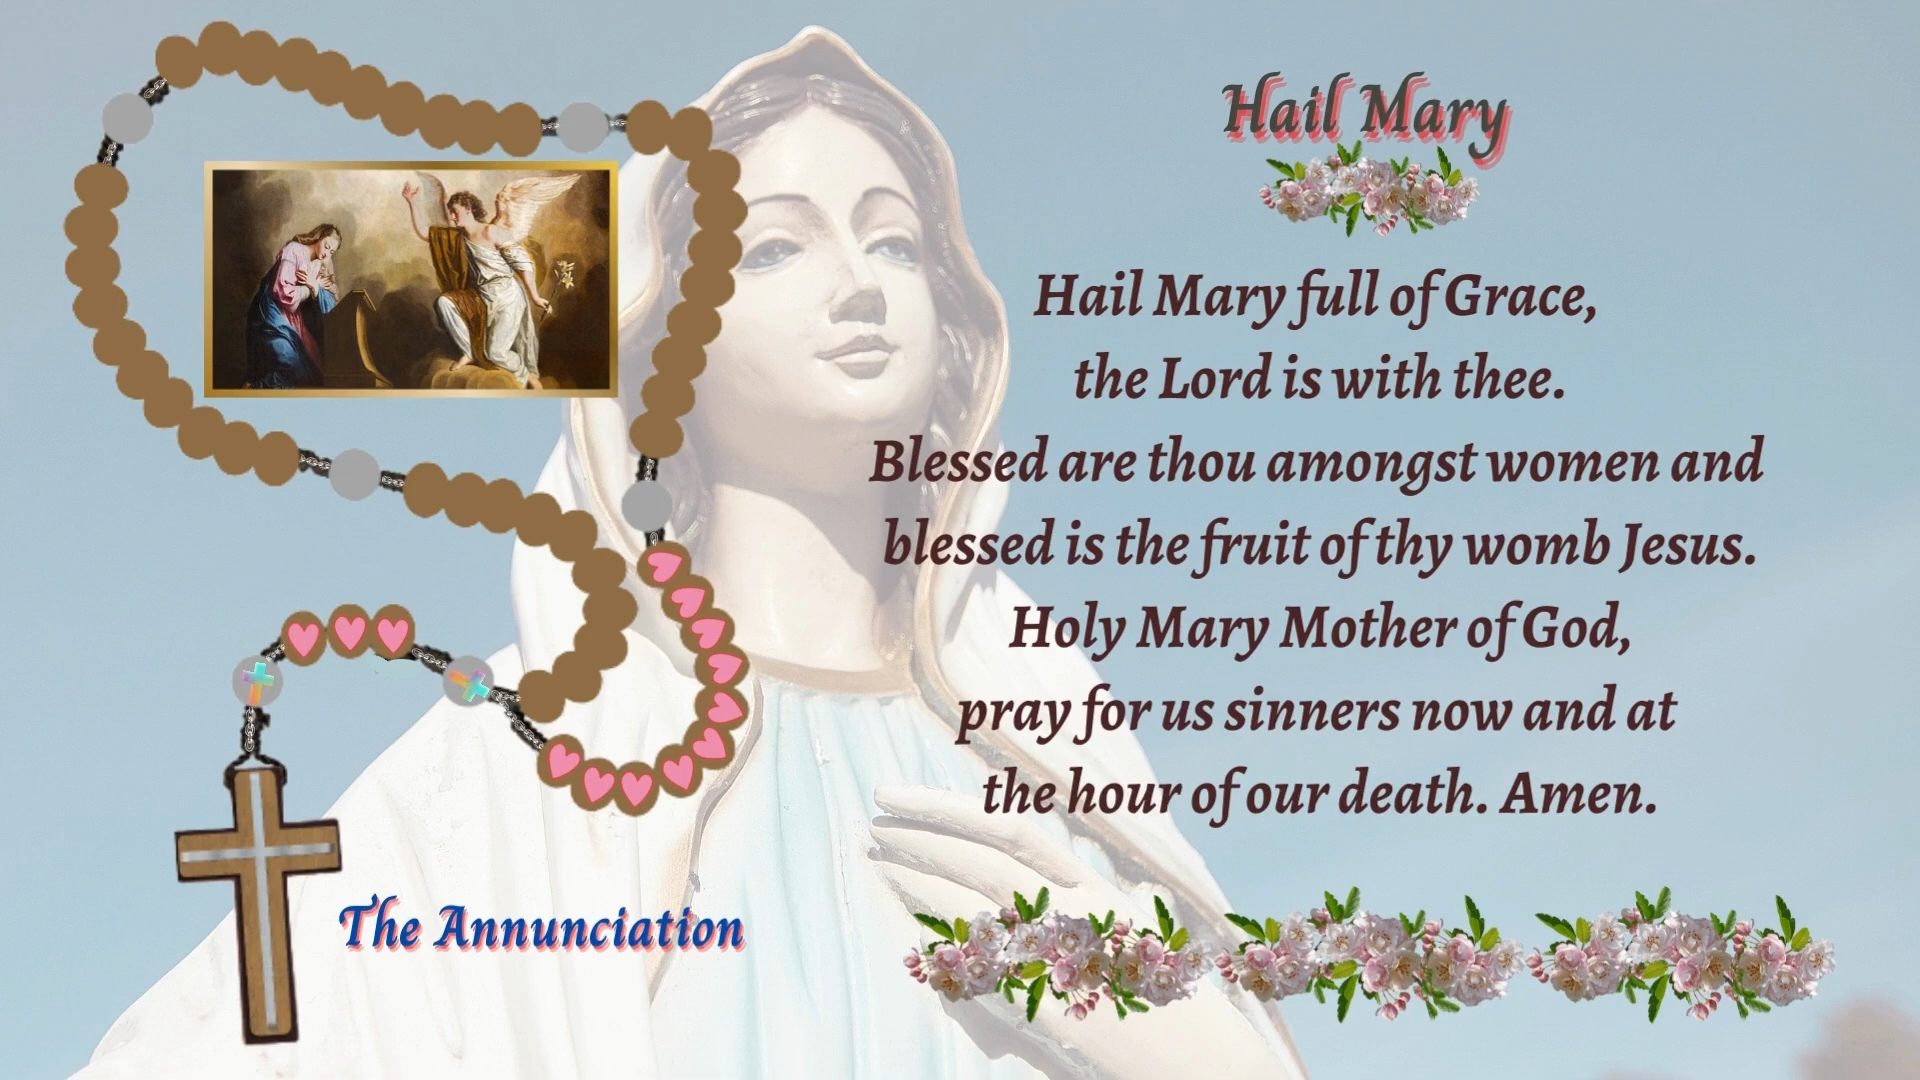 Hail Mary
Hail Mary full of Grace,
the Lord is with thee.
Blessed are thou amongst women and
blessed is the fruit of thy womb Jesus.
Holy Mary Mother of God,
pray for us sinners now and at
the hour of our death. Amen.
The Annunciation